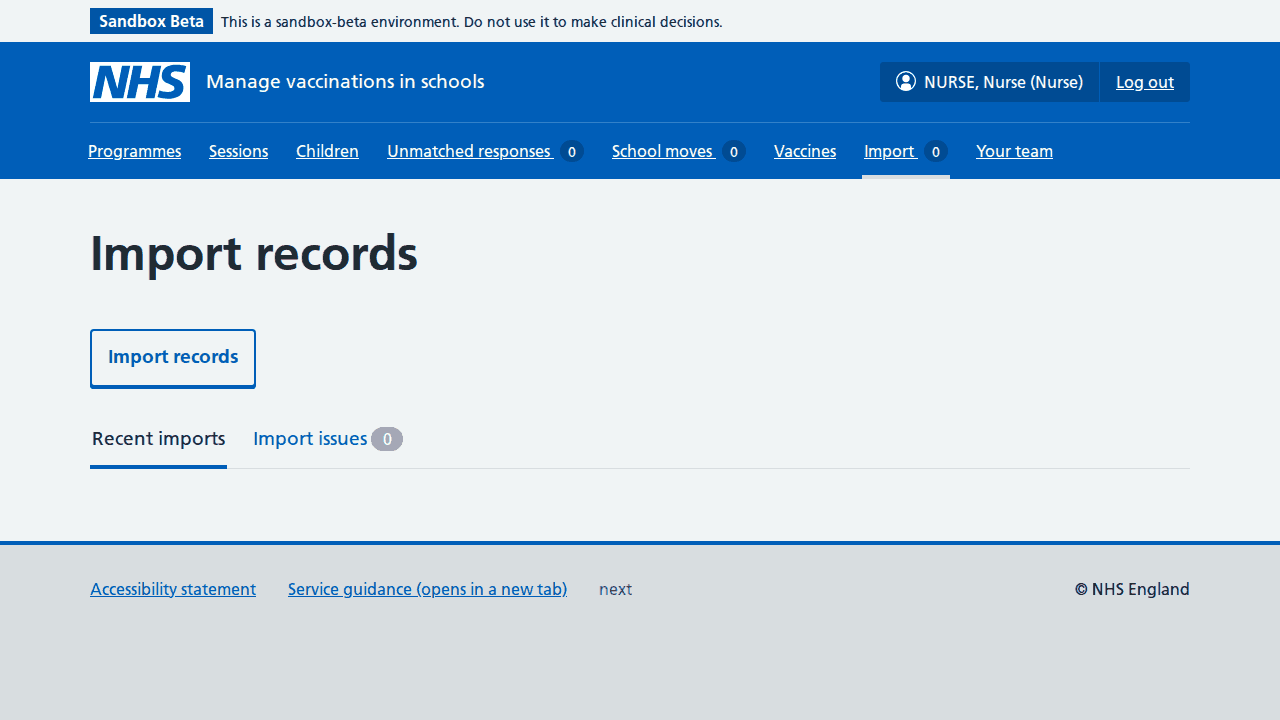 Sandbox Beta This is a sandbox-beta environment. Do not use it to make clinical decisions.
NHS Manage vaccinations in schools NURSE, Nurse (Nurse) Log out
Programmes Sessions Children Unmatched responses 0 School moves 0 Vaccines Import 0 Your team
Import records
Import records
Recent imports Import issues 0
Accessibility statement Service guidance (opens in a new tab) next © NHS England